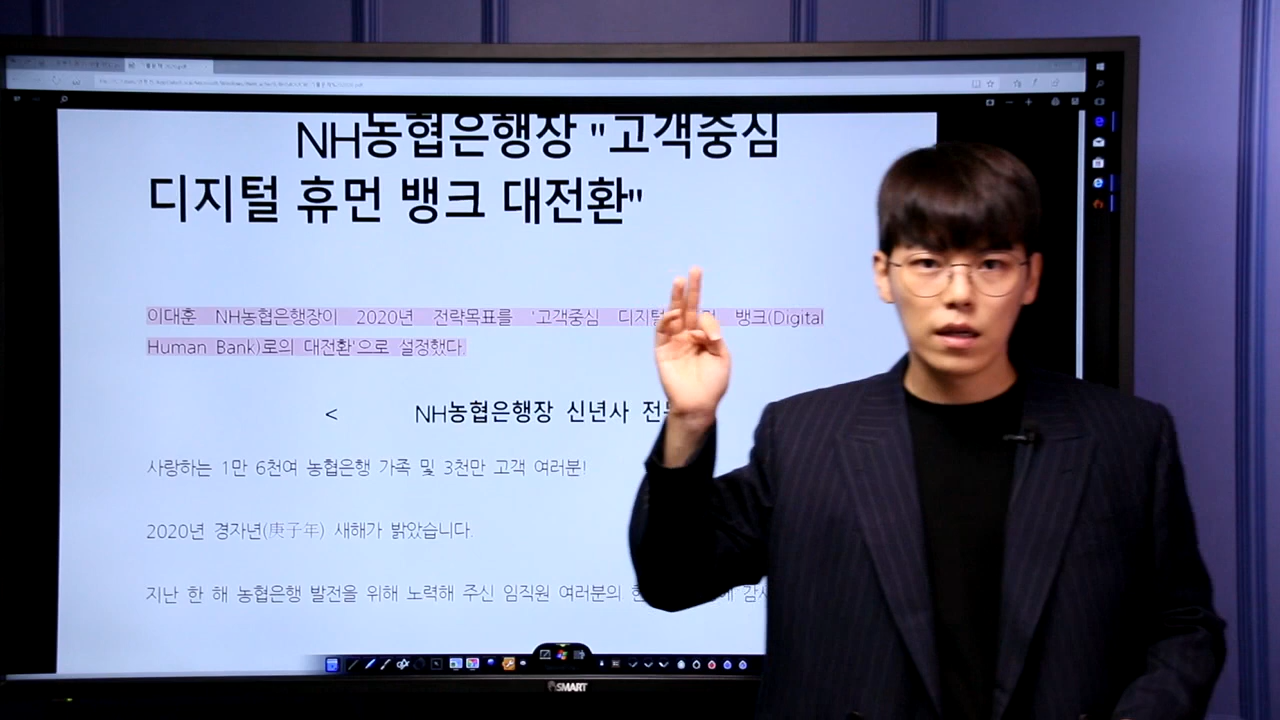 NH농협은행장 "고객중심
디지털 휴먼 뱅크 대전환"
이대훈 NH농협은행장이 2020년 전략목표를 '고객중심 디지털 뱅크(Digital
Human Bank)로의 대전환'으로 설정했다.
< NH농협은행장 신년사
사랑하는 1만 6천여 농협은행 가족 및 3천만 고객 여러분!
2020년 경자년(庚子年) 새해가 밝았습니다.
지난 한 해 농협은행 발전을 위해 노력해 주신 임직원 여러분의
SMART